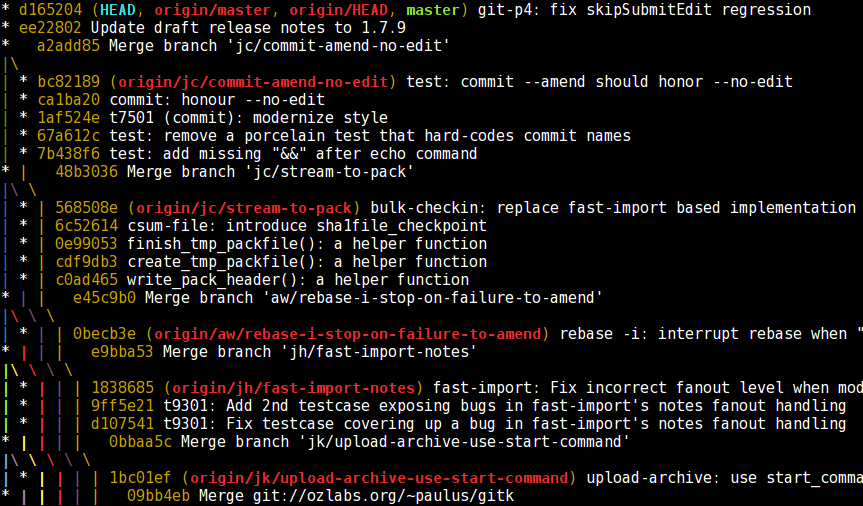 * d165204 (HEAD, origin/master, origin/HEAD, master) git-p4: fix skipSubmitEdit regression
* ee22802 Update draft release notes to 1.7.9
*   a2add85 Merge branch 'jc/commit-amend-no-edit'
|\
| * bc82189 (origin/jc/commit-amend-no-edit) test: commit --amend should honor --no-edit
| * ca1ba20 commit: honour --no-edit
| * 1af524e t7501 (commit): modernize style
| * 67a612c test: remove a porcelain test that hard-codes commit names
| * 7b438f6 test: add missing "&&" after echo command
* |   48b3036 Merge branch 'jc/stream-to-pack'
|\ \
| * | 568508e (origin/jc/stream-to-pack) bulk-checkin: replace fast-import based implementation
| * | 6c52614 csum-file: introduce sha1file_checkpoint
| * | 0e99053 finish_tmp_packfile(): a helper function
| * | cdf9db3 create_tmp_packfile(): a helper function
| * | c0ad465 write_pack_header(): a helper function
* | |   e45c9b0 Merge branch 'aw/rebase-i-stop-on-failure-to-amend'
|\ \ \
| * | | 0becb3e (origin/aw/rebase-i-stop-on-failure-to-amend) rebase -i: interrupt rebase when "
* | | |   e9bba53 Merge branch 'jh/fast-import-notes'
|\ \ \ \
| * | | | 1838685 (origin/jh/fast-import-notes) fast-import: Fix incorrect fanout level when mod
| * | | | 9ff5e21 t9301: Add 2nd testcase exposing bugs in fast-import's notes fanout handling
| * | | | d107541 t9301: Fix testcase covering up a bug in fast-import's notes fanout handling
* | | | |   0bbaa5c Merge branch 'jk/upload-archive-use-start-command'
|\ \ \ \ \
| * | | | | 1bc01ef (origin/jk/upload-archive-use-start-command) upload-archive: use start_comma
* | | | | |   09bb4eb Merge git://ozlabs.org/~paulus/gitk